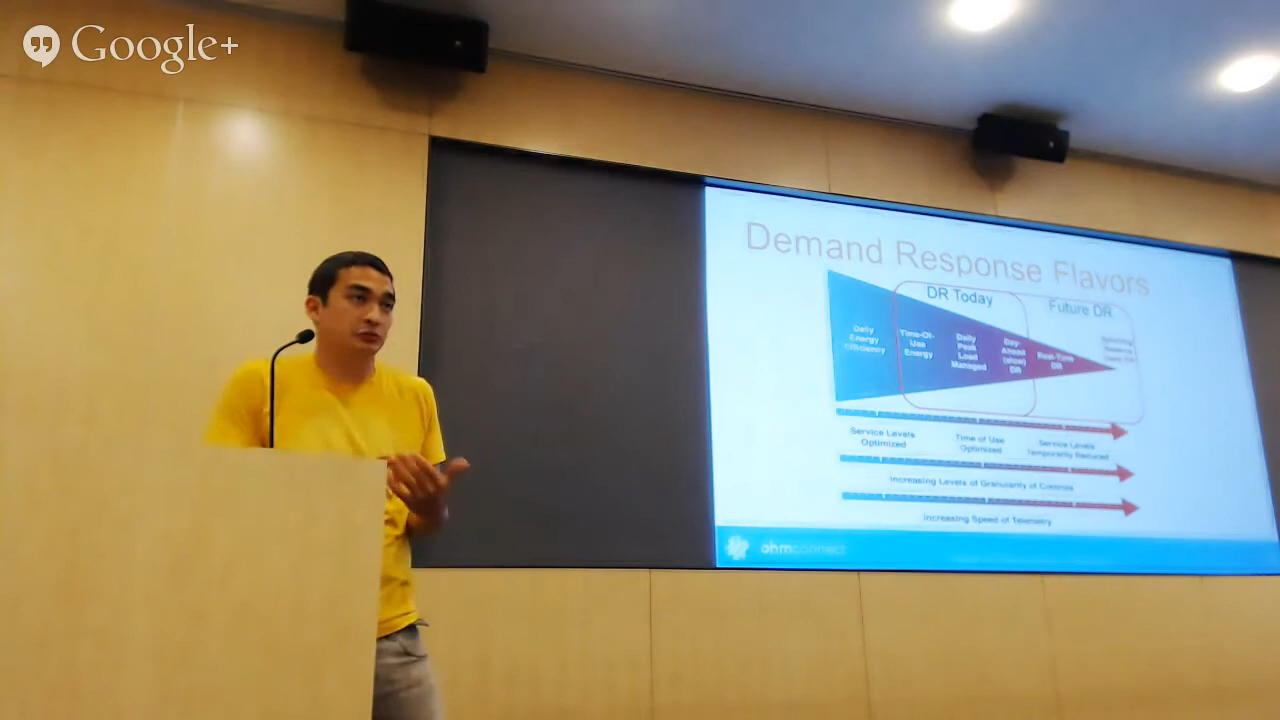 Google+
Demand Response Flavors
DR Today
Future DR
Daily
Energy
Efficiency
Time-Of-
Use
Energy
Daily
Peak
Load
Managed
Day-
Ahead
(slow)
DR
Real-Time
DR
Service Levels
Optimized
Time of Use
Optimized
Service Levels
Temporarily Reduced
Increasing Levels of Granularity of Controls
Increasing Speed of Telemetry
ohmconnect